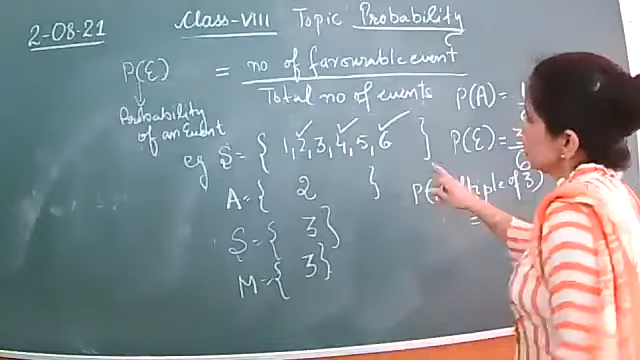 2-08-21 Class-VIII Topic Probability
P(E) = no of favourable event
Total no of events
Probability of an Event
P(A) = 1
eg S = { 1, 2, 3, 4, 5, 6 }
P(E) = 3/6
A = { 2 }
P( multiple of 3)
=
S = { 3 }
M = { 3 }